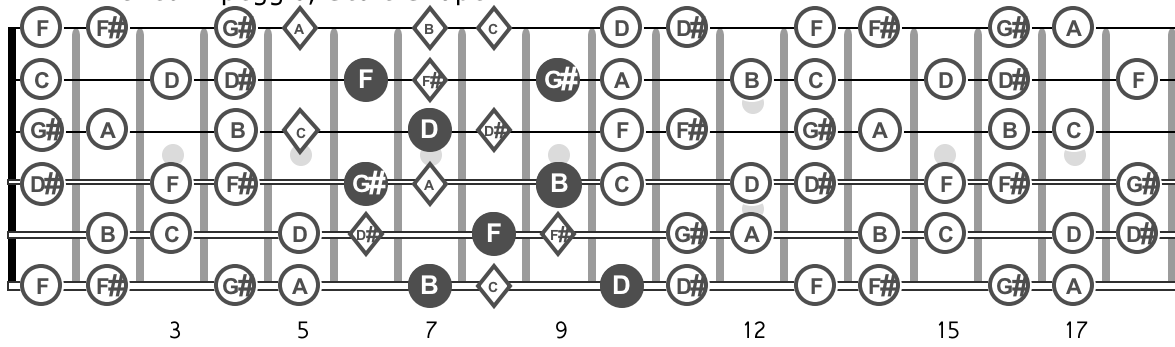 F F# G# A B C D D# F F# G# A
C D D# F F# G# A B C D D# F
G# A B C D D# F F# G# A B C
D# F F# G# A B C D D# F F# G#
B C D D# F F# G# A B C D D#
F F# G# A B C D D# F F# G# A
3 5 7 9 12 15 17